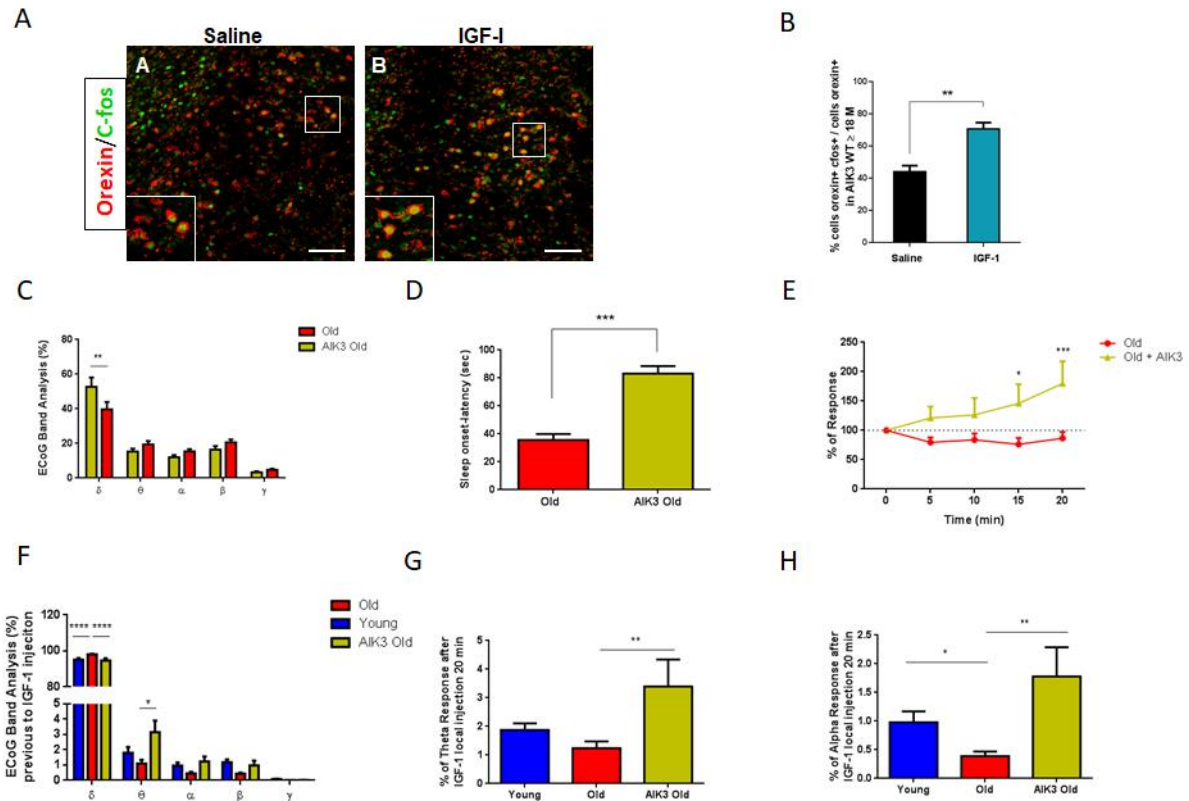 A
Saline
IGF-I
Orexin/C-fos
A
B
B
% cells orexin+ cfos+ / cells orexin+
in AIK3 WT ≥ 18 M
100
80
60
40
20
0
**
Saline
IGF-1
C
ECoG Band Analysis (%)
80
60
40
20
0
**
δ
θ
α
β
γ
Old
AIK3 Old
D
Sleep onset-latency (sec)
100
80
60
40
20
0
***
Old
AIK3 Old
E
% of Response
250
200
150
100
50
0
*
***
0
5
10
15
20
Time (min)
Old
Old + AIK3
F
ECoG Band Analysis (%)
previous to IGF-1 injeciton
120
100
80
5
4
3
2
1
0
**** ****
*
δ
θ
α
β
γ
Old
Young
AIK3 Old
G
% of Theta Response after
IGF-1 local injection 20 min
5
4
3
2
1
0
**
Young
Old
AIK3 Old
H
% of Alpha Response after
IGF-1 local injection 20 min
2.5
2.0
1.5
1.0
0.5
0.0
*
**
Young
Old
AIK3 Old